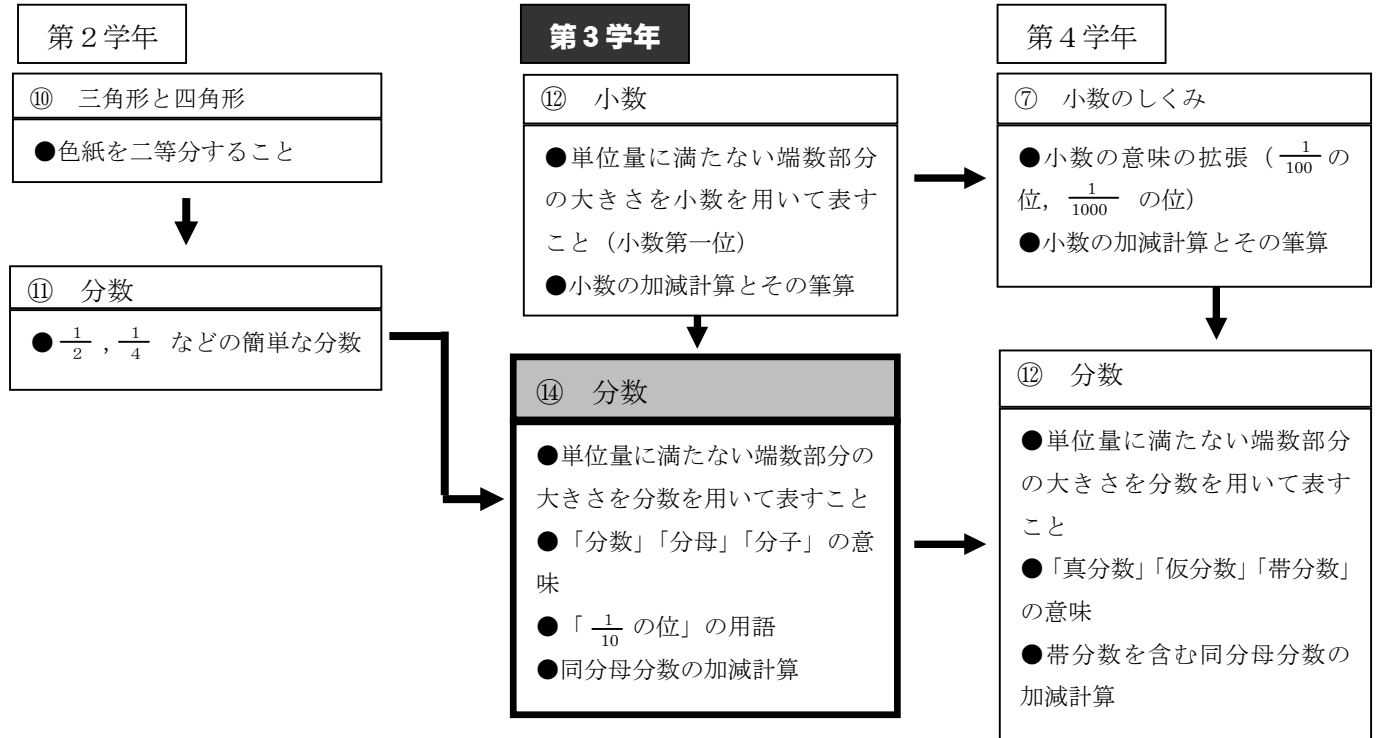 第２学年
⑩ 三角形と四角形
●色紙を二等分すること
⑪ 分数
● 1/2 , 1/4 などの簡単な分数
第３学年
⑫ 小数
●単位量に満たない端数部分
の大きさを小数を用いて表す
こと（小数第一位）
●小数の加減計算とその筆算
⑭ 分数
●単位量に満たない端数部分の
大きさを分数を用いて表すこと
●「分数」「分母」「分子」の意
味
●「 1/10 の位」の用語
●同分母分数の加減計算
第４学年
⑦ 小数のしくみ
●小数の意味の拡張（ 1/100 の
位, 1/1000 の位）
●小数の加減計算とその筆算
⑫ 分数
●単位量に満たない端数部分
の大きさを分数を用いて表す
こと
●「真分数」「仮分数」「帯分数」
の意味
●帯分数を含む同分母分数の
加減計算